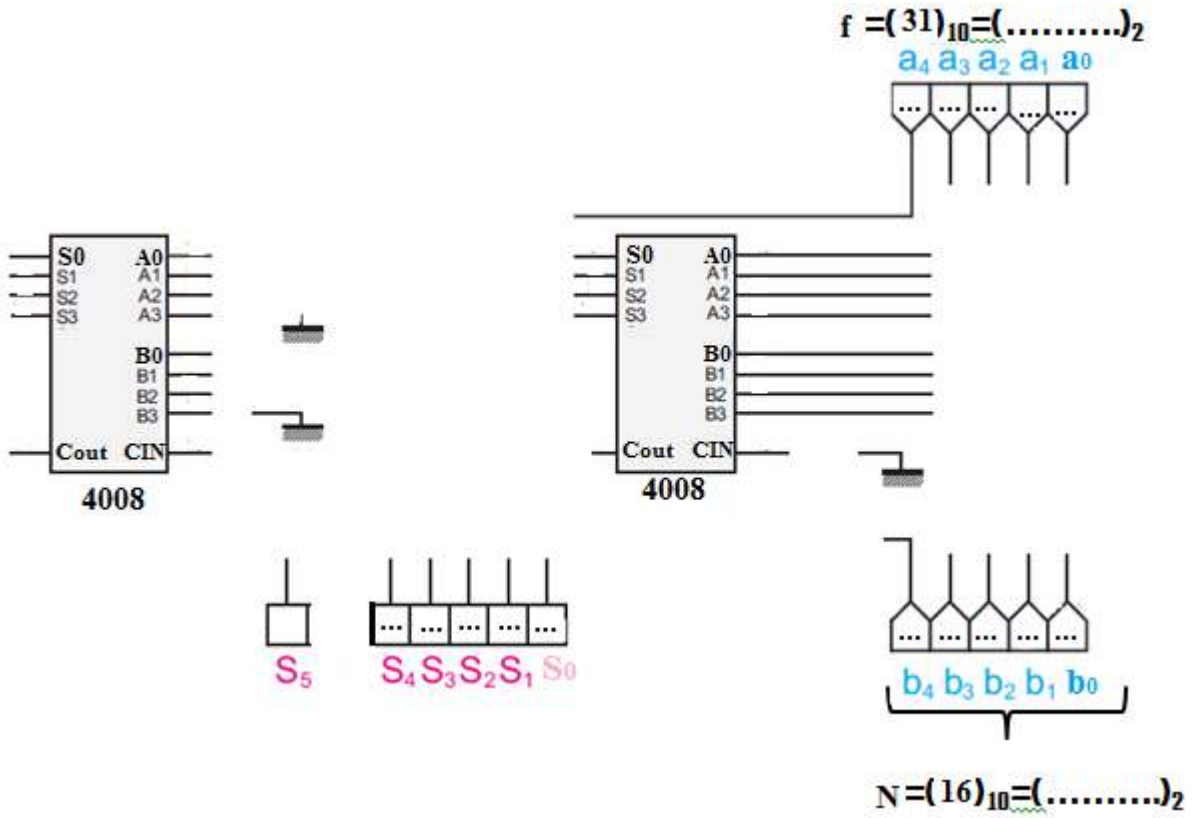 f =(31)10=(...........)2
a4 a3 a2 a1 a0
... ... ... ... ...
S0 A0
S1 A1
S2 A2
S3 A3
B0
B1
B2
B3
Cout CIN
4008
S0 A0
S1 A1
S2 A2
S3 A3
B0
B1
B2
B3
Cout CIN
4008
... ... ... ... ...
S5
S4 S3 S2 S1 S0
... ... ... ... ...
b4 b3 b2 b1 b0
N =(16)10=(..........)2